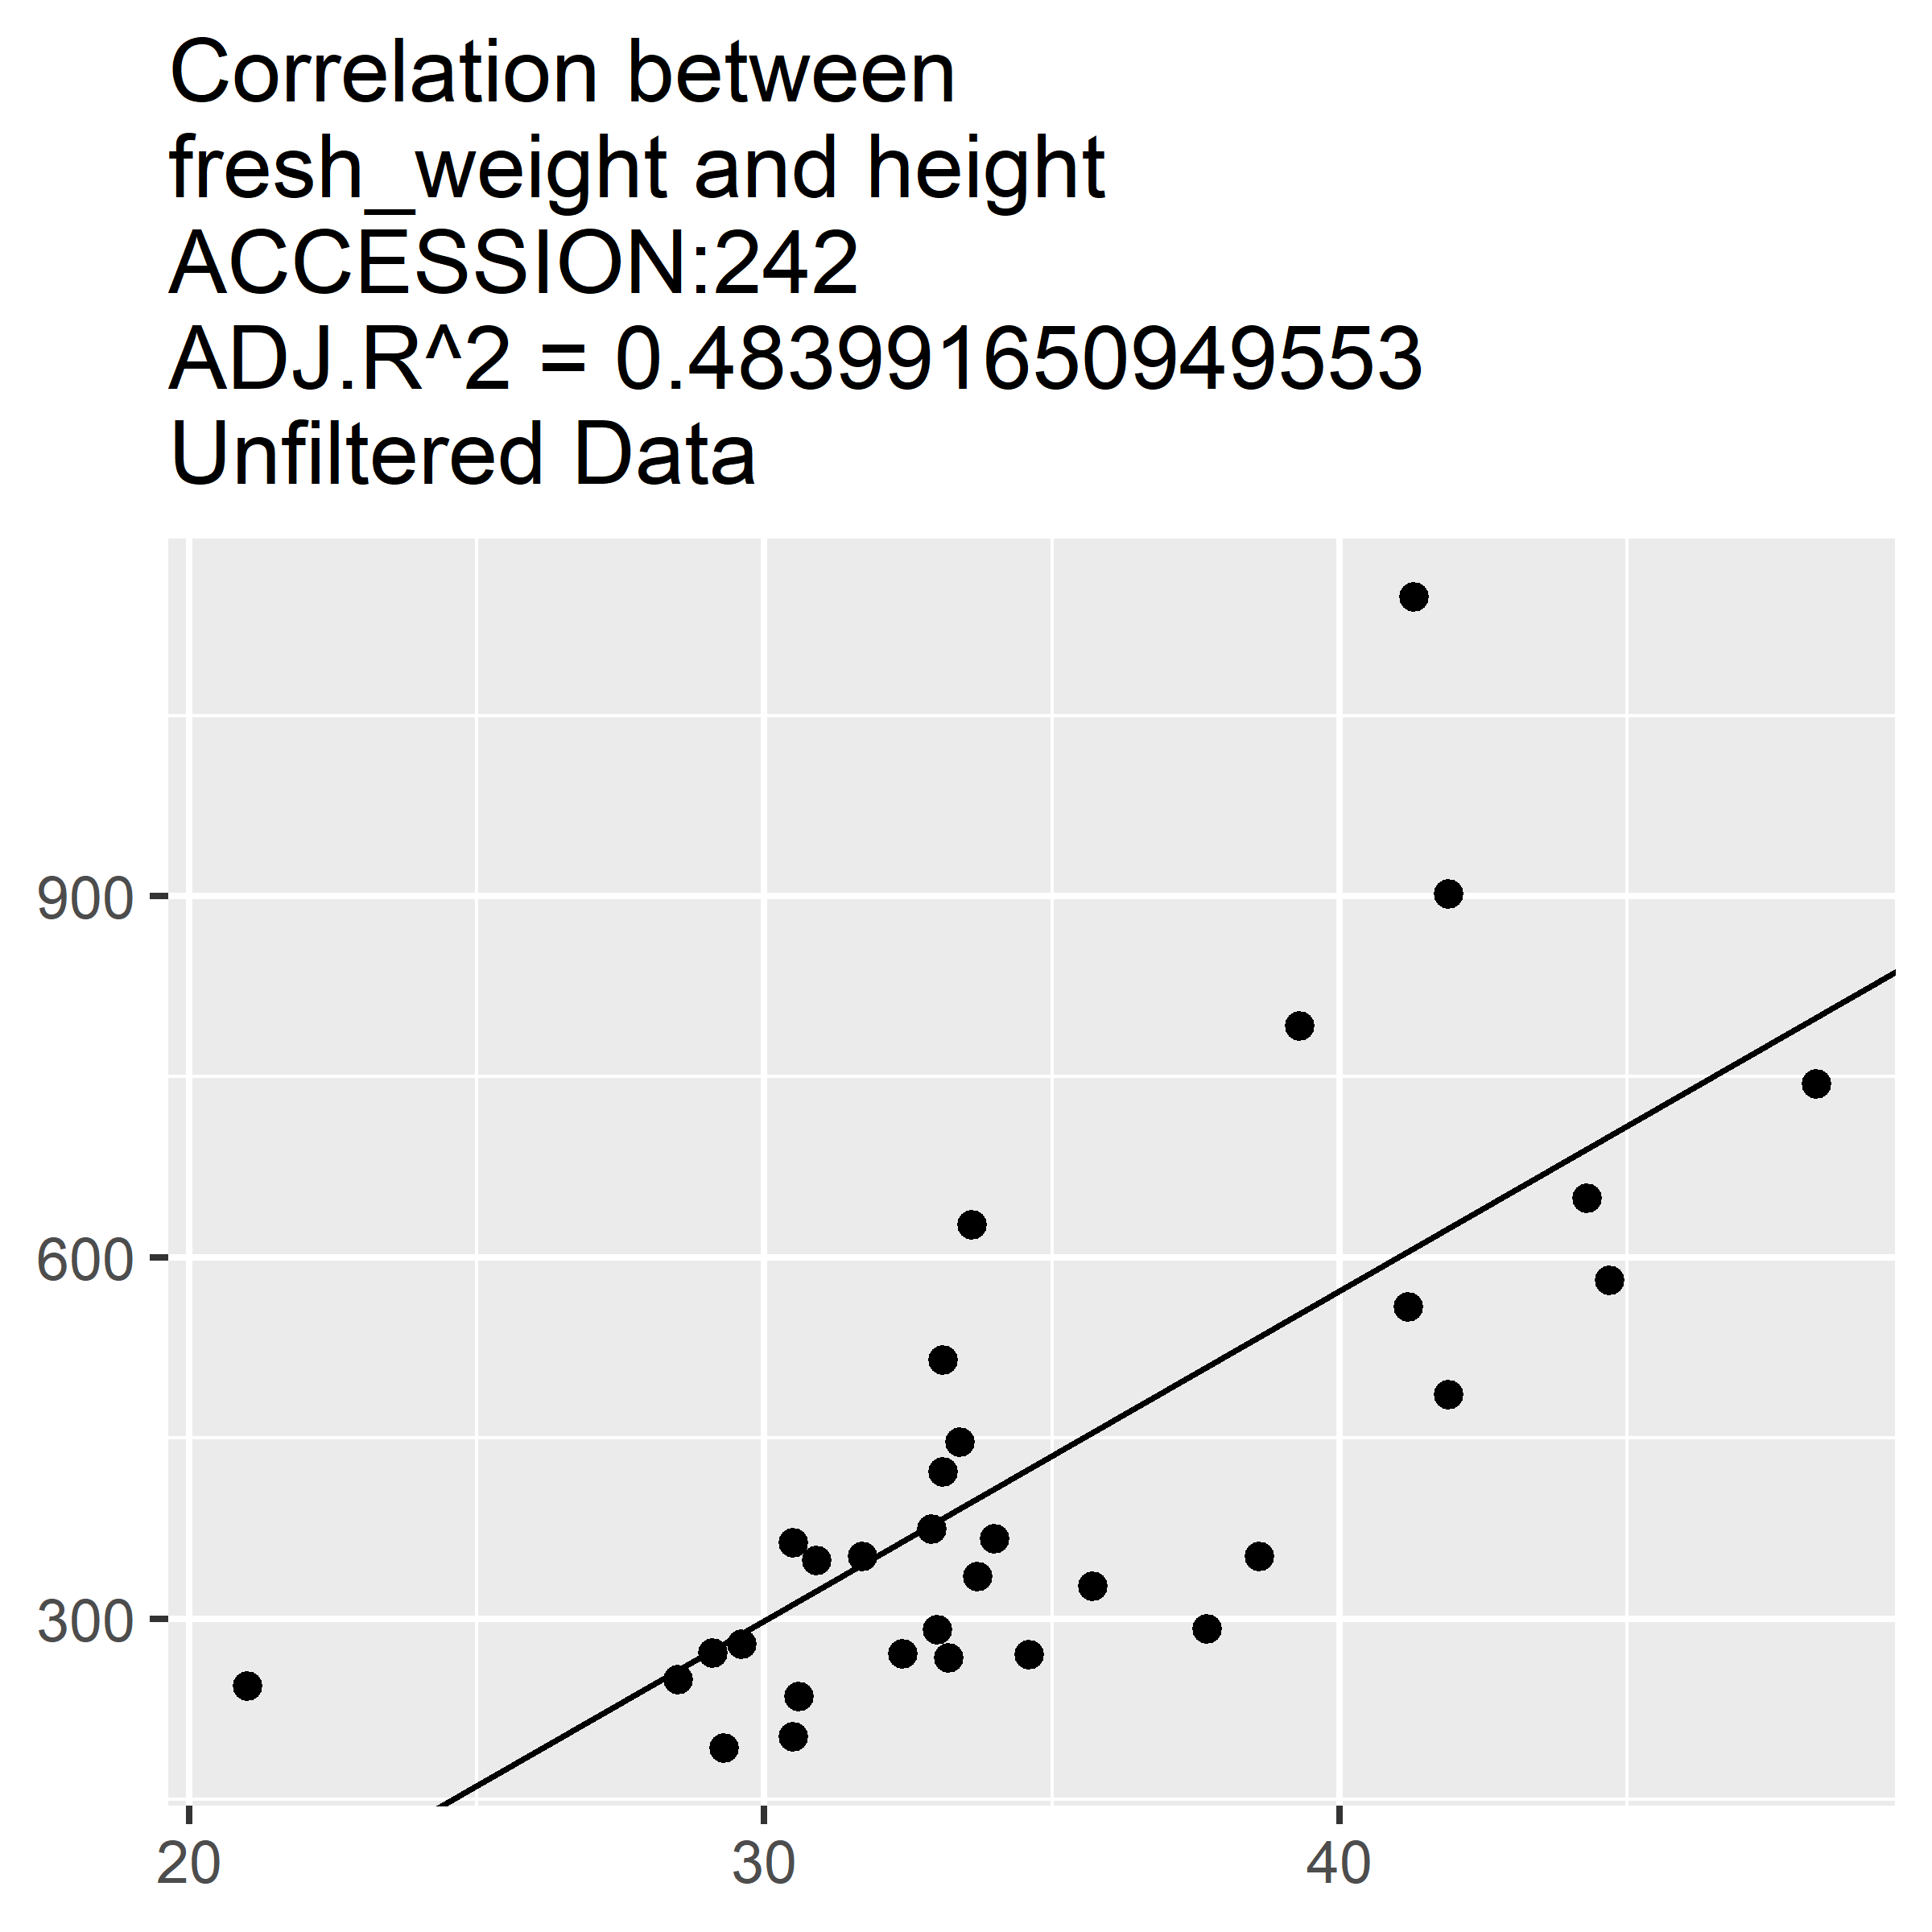 Correlation between
fresh_weight and height
ACCESSION:242
ADJ.R^2 = 0.483991650949553
Unfiltered Data
900
600
300
20 30 40